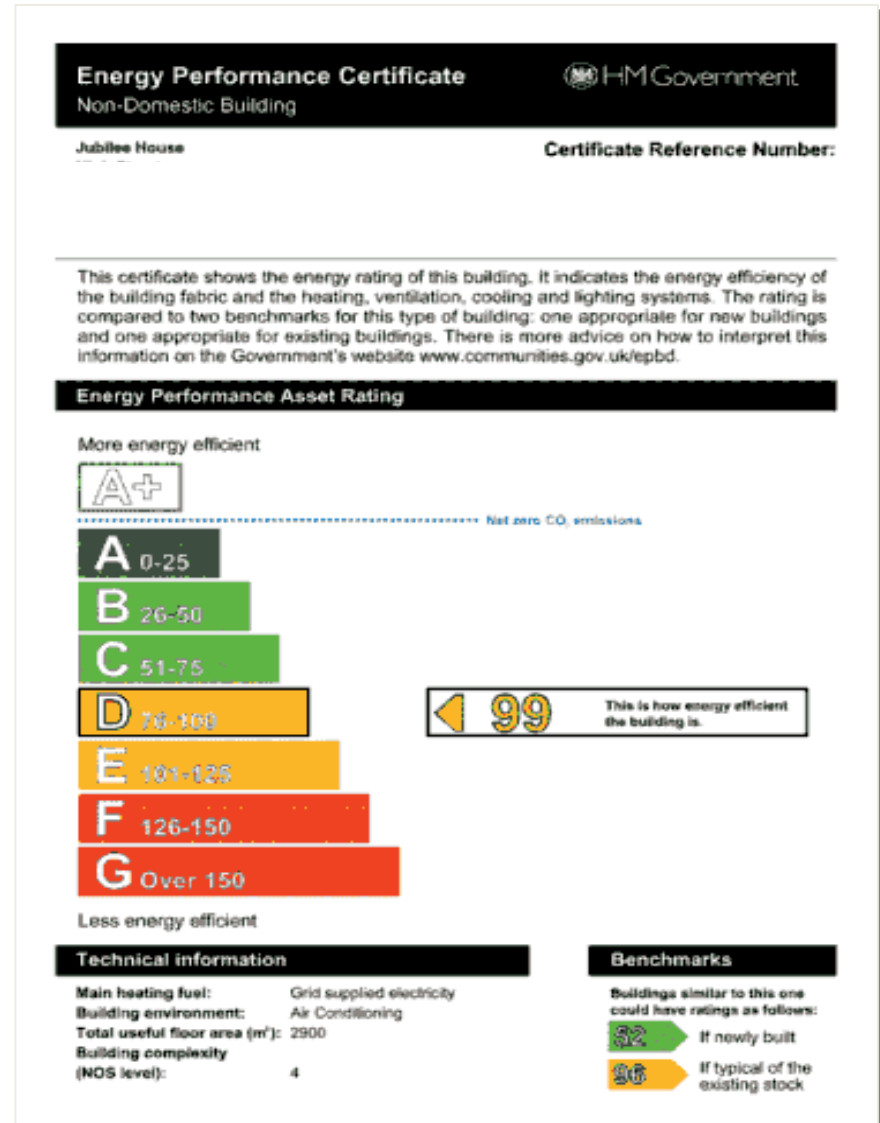 Energy Performance Certificate
HM Government
Non-Domestic Building
Jubilee House
Certificate Reference Number:
This certificate shows the energy rating of this building. It indicates the energy efficiency of
the building fabric and the heating, ventilation, cooling and lighting systems. The rating is
compared to two benchmarks for this type of building: one appropriate for new buildings
and one appropriate for existing buildings. There is more advice on how to interpret this
information on the Government's website www.communities.gov.uk/epbd.
Energy Performance Asset Rating
More energy efficient
A+
Net zero CO₂ emissions
A 0-25
B 26-50
C 51-75
D 76-100
99 This is how energy efficient
the building is.
E 101-125
F 126-150
G Over 150
Less energy efficient
Technical information
Main heating fuel: Grid supplied electricity
Building environment: Air Conditioning
Total useful floor area (m²): 2900
Building complexity
(NOS level): 4
Benchmarks
Buildings similar to this one
could have ratings as follows:
52 If newly built
96 If typical of the
existing stock